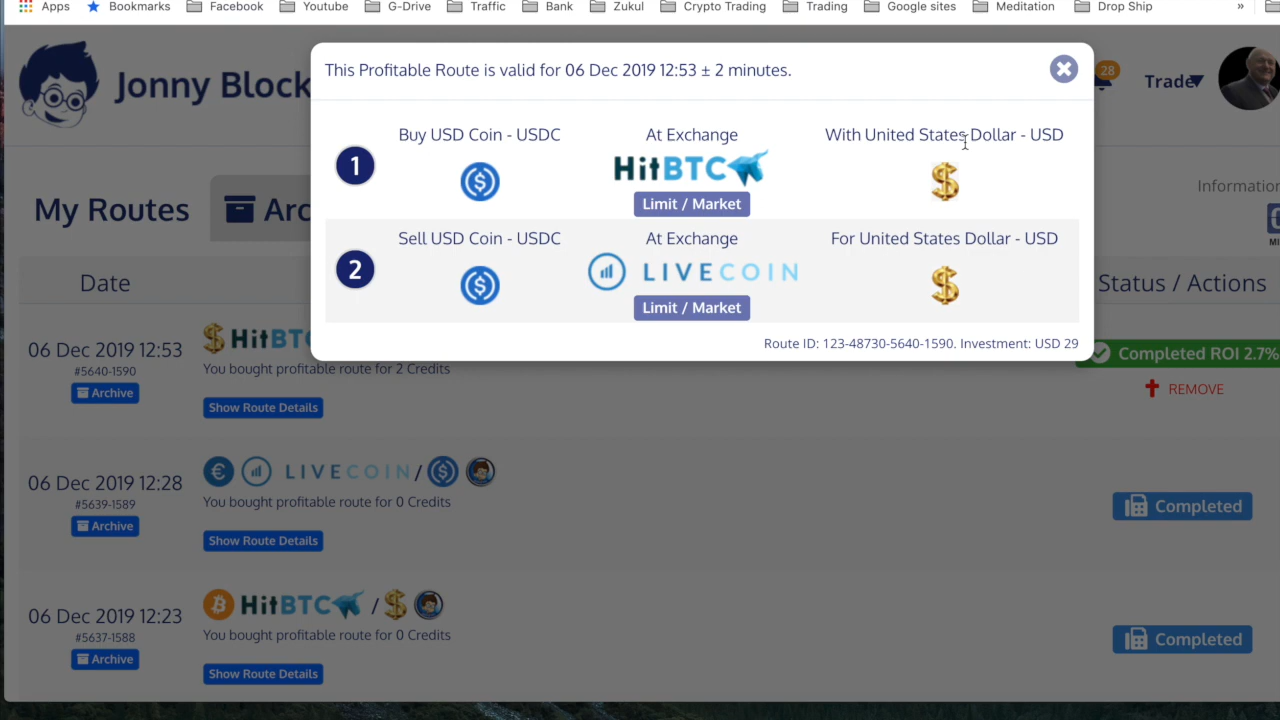 Apps Bookmarks Facebook Youtube G-Drive Traffic Bank Zukul Crypto Trading Trading Google sites Meditation Drop Ship »
Jonny Block
28
Trade
This Profitable Route is valid for 06 Dec 2019 12:53 ± 2 minutes.
1
Buy USD Coin - USDC
At Exchange
With United States Dollar - USD
HitBTC
Limit / Market
2
Sell USD Coin - USDC
At Exchange
For United States Dollar - USD
LIVECOIN
Limit / Market
Route ID: 123-48730-5640-1590. Investment: USD 29
My Routes
Arc
Information
Date
Status / Actions
06 Dec 2019 12:53
#5640-1590
Archive
HitBTC
You bought profitable route for 2 Credits
Show Route Details
Completed ROI 2.7%
REMOVE
06 Dec 2019 12:28
#5639-1589
Archive
LIVECOIN /
You bought profitable route for 0 Credits
Show Route Details
Completed
06 Dec 2019 12:23
#5637-1588
Archive
HitBTC /
You bought profitable route for 0 Credits
Show Route Details
Completed